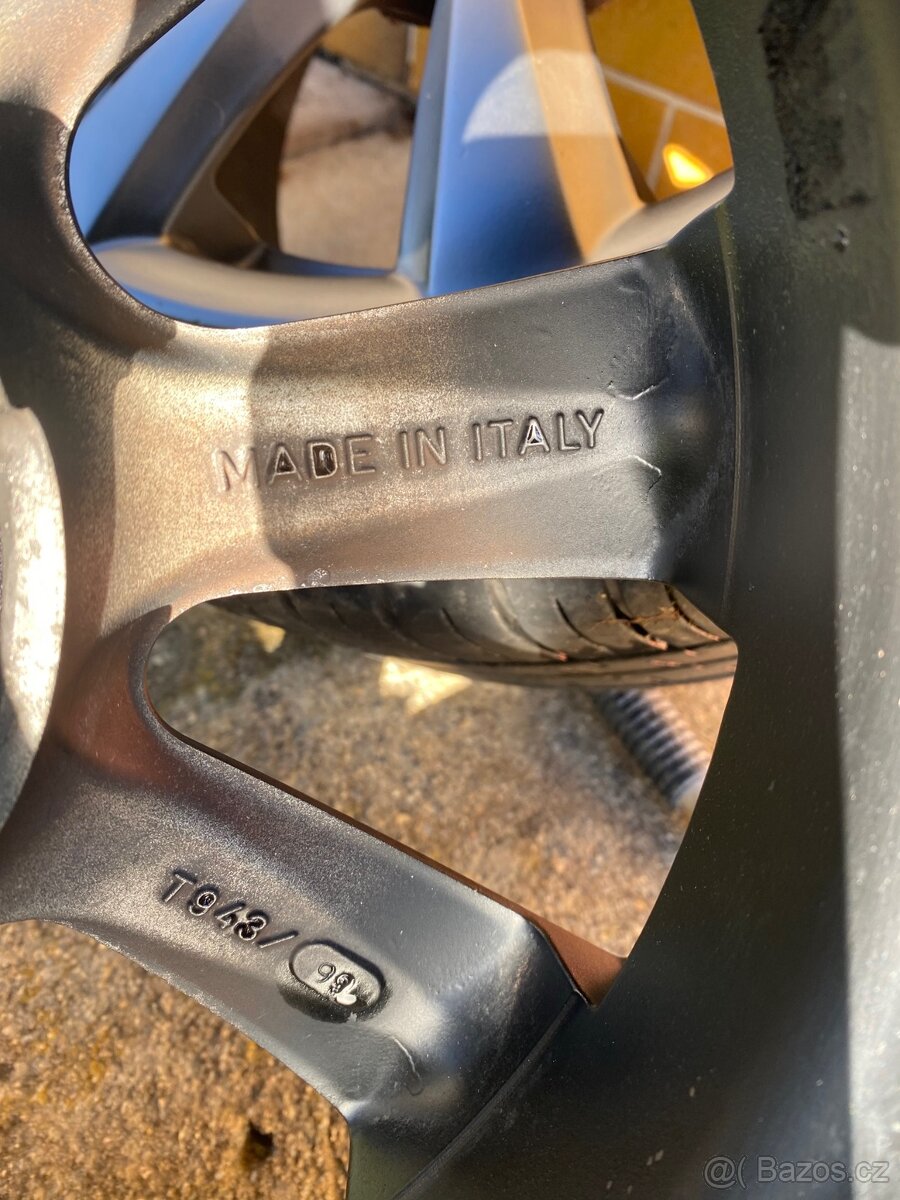 MADE IN ITALY
T943/
@( Bazos.cz